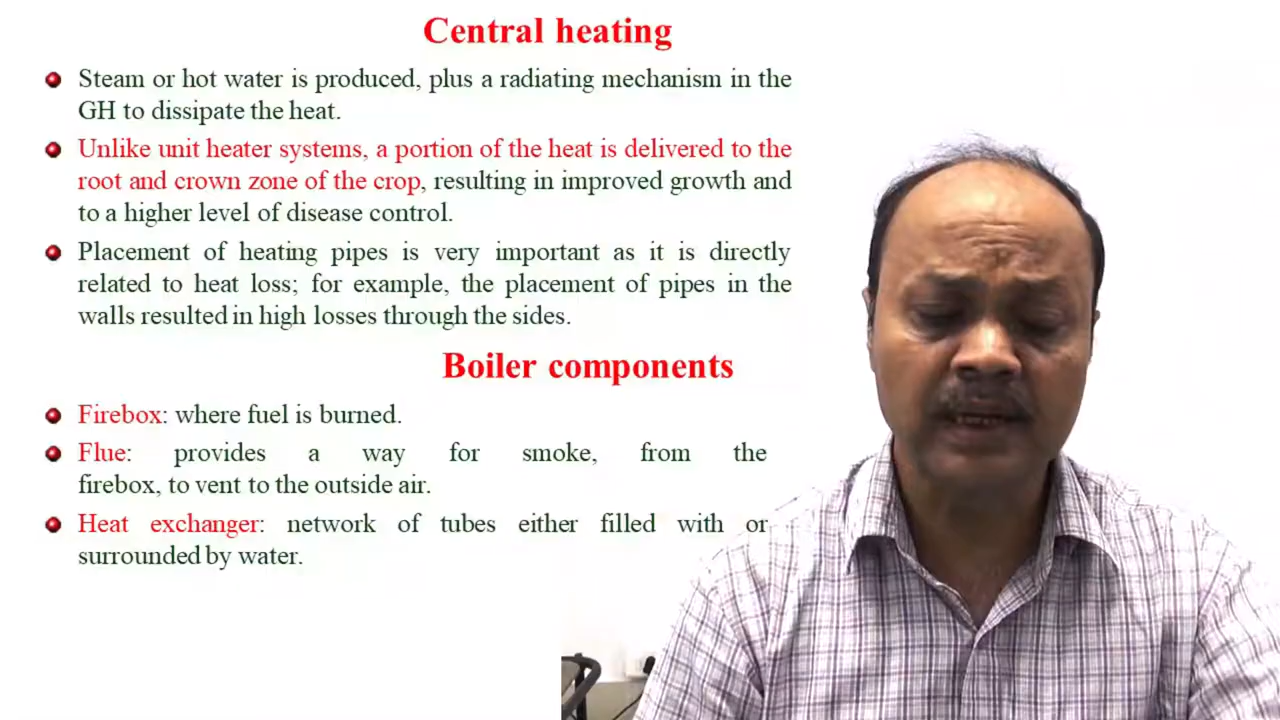 Central heating
Steam or hot water is produced, plus a radiating mechanism in the
GH to dissipate the heat.
Unlike unit heater systems, a portion of the heat is delivered to the
root and crown zone of the crop, resulting in improved growth and
to a higher level of disease control.
Placement of heating pipes is very important as it is directly
related to heat loss; for example, the placement of pipes in the
walls resulted in high losses through the sides.
Boiler components
Firebox: where fuel is burned.
Flue: provides a way for smoke, from the
firebox, to vent to the outside air.
Heat exchanger: network of tubes either filled with or
surrounded by water.